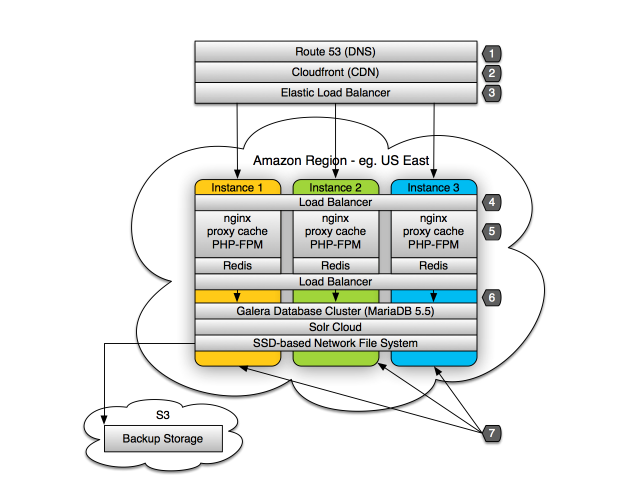 Route 53 (DNS)
1
Cloudfront (CDN)
2
Elastic Load Balancer
3
Amazon Region - eg. US East
Instance 1
Instance 2
Instance 3
Load Balancer
4
nginx
proxy cache
PHP-FPM
nginx
proxy cache
PHP-FPM
nginx
proxy cache
PHP-FPM
5
Redis
Redis
Redis
Load Balancer
6
Galera Database Cluster (MariaDB 5.5)
Solr Cloud
SSD-based Network File System
S3
Backup Storage
7